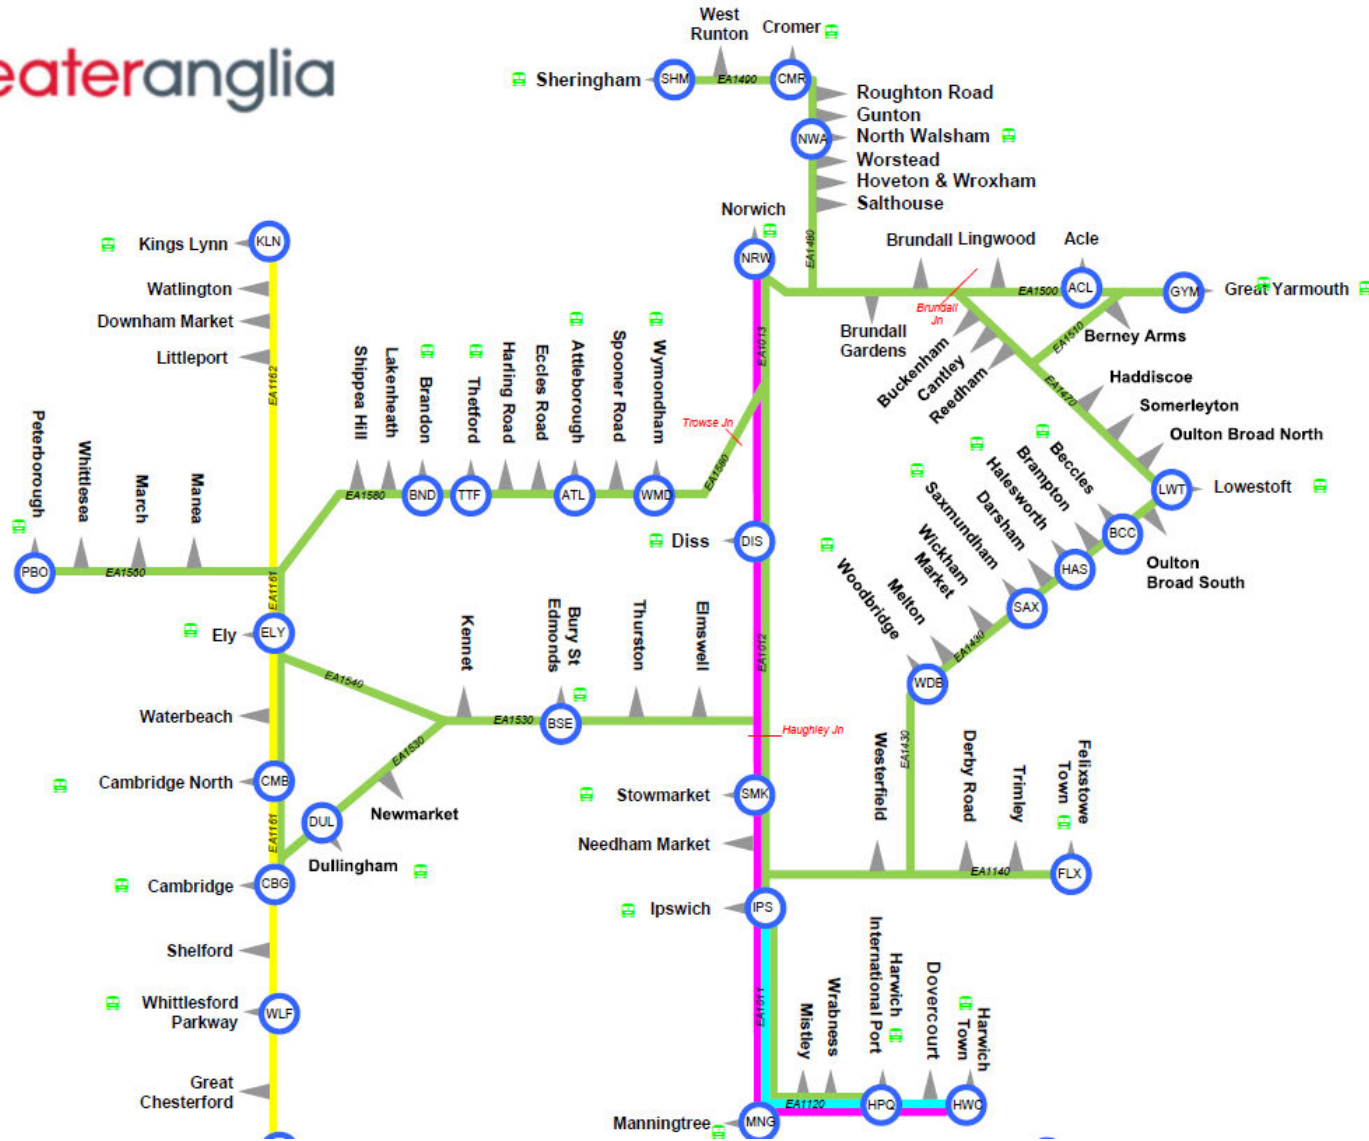 eateranglia
West
Runton
Cromer
Sheringham
SHM
EA1490
CMR
Roughton Road
Gunton
NWA
North Walsham
Worstead
Hoveton & Wroxham
Salthouse
EA1480
Norwich
NRW
Brundall
Lingwood
Acle
EA1500
ACL
GYM
Great Yarmouth
Brundall
Jn
Brundall
Gardens
EA1510
Berney Arms
Buckenham
Cantley
Reedham
EA1470
Haddiscoe
Somerleyton
Oulton Broad North
LWT
Lowestoft
Kings Lynn
KLN
Watlington
Downham Market
Littleport
EA1162
Shippea Hill
Lakenheath
Brandon
Thetford
Harling Road
Eccles Road
Attleborough
Spooner Road
Wymondham
EA1013
Trowse Jn
EA1580
EA1580
BND
TTF
ATL
WMD
Peterborough
Whittlesea
March
Manea
PBO
EA1560
EA1161
Diss
DIS
Beccles
Brampton
Halesworth
Darsham
Saxmundham
Wickham
Market
Melton
Woodbridge
BCC
HAS
SAX
WDB
EA1430
Oulton
Broad South
Ely
ELY
EA1540
Kennet
Bury St
Edmonds
Thurston
Elmswell
EA1012
Waterbeach
EA1530
BSE
EA1530
Haughley Jn
EA1430
Cambridge North
CMB
EA1161
DUL
Newmarket
Dullingham
Stowmarket
SMK
Needham Market
Westerfield
Derby Road
Trimley
Felixstowe
Town
EA1140
FLX
Cambridge
CBG
Ipswich
IPS
Shelford
Whittlesford
Parkway
WLF
Great
Chesterford
EA1011
Mistley
Wrabness
Harwich
International Port
Dovercourt
Harwich
Town
EA1120
HPQ
HWC
Manningtree
MNG